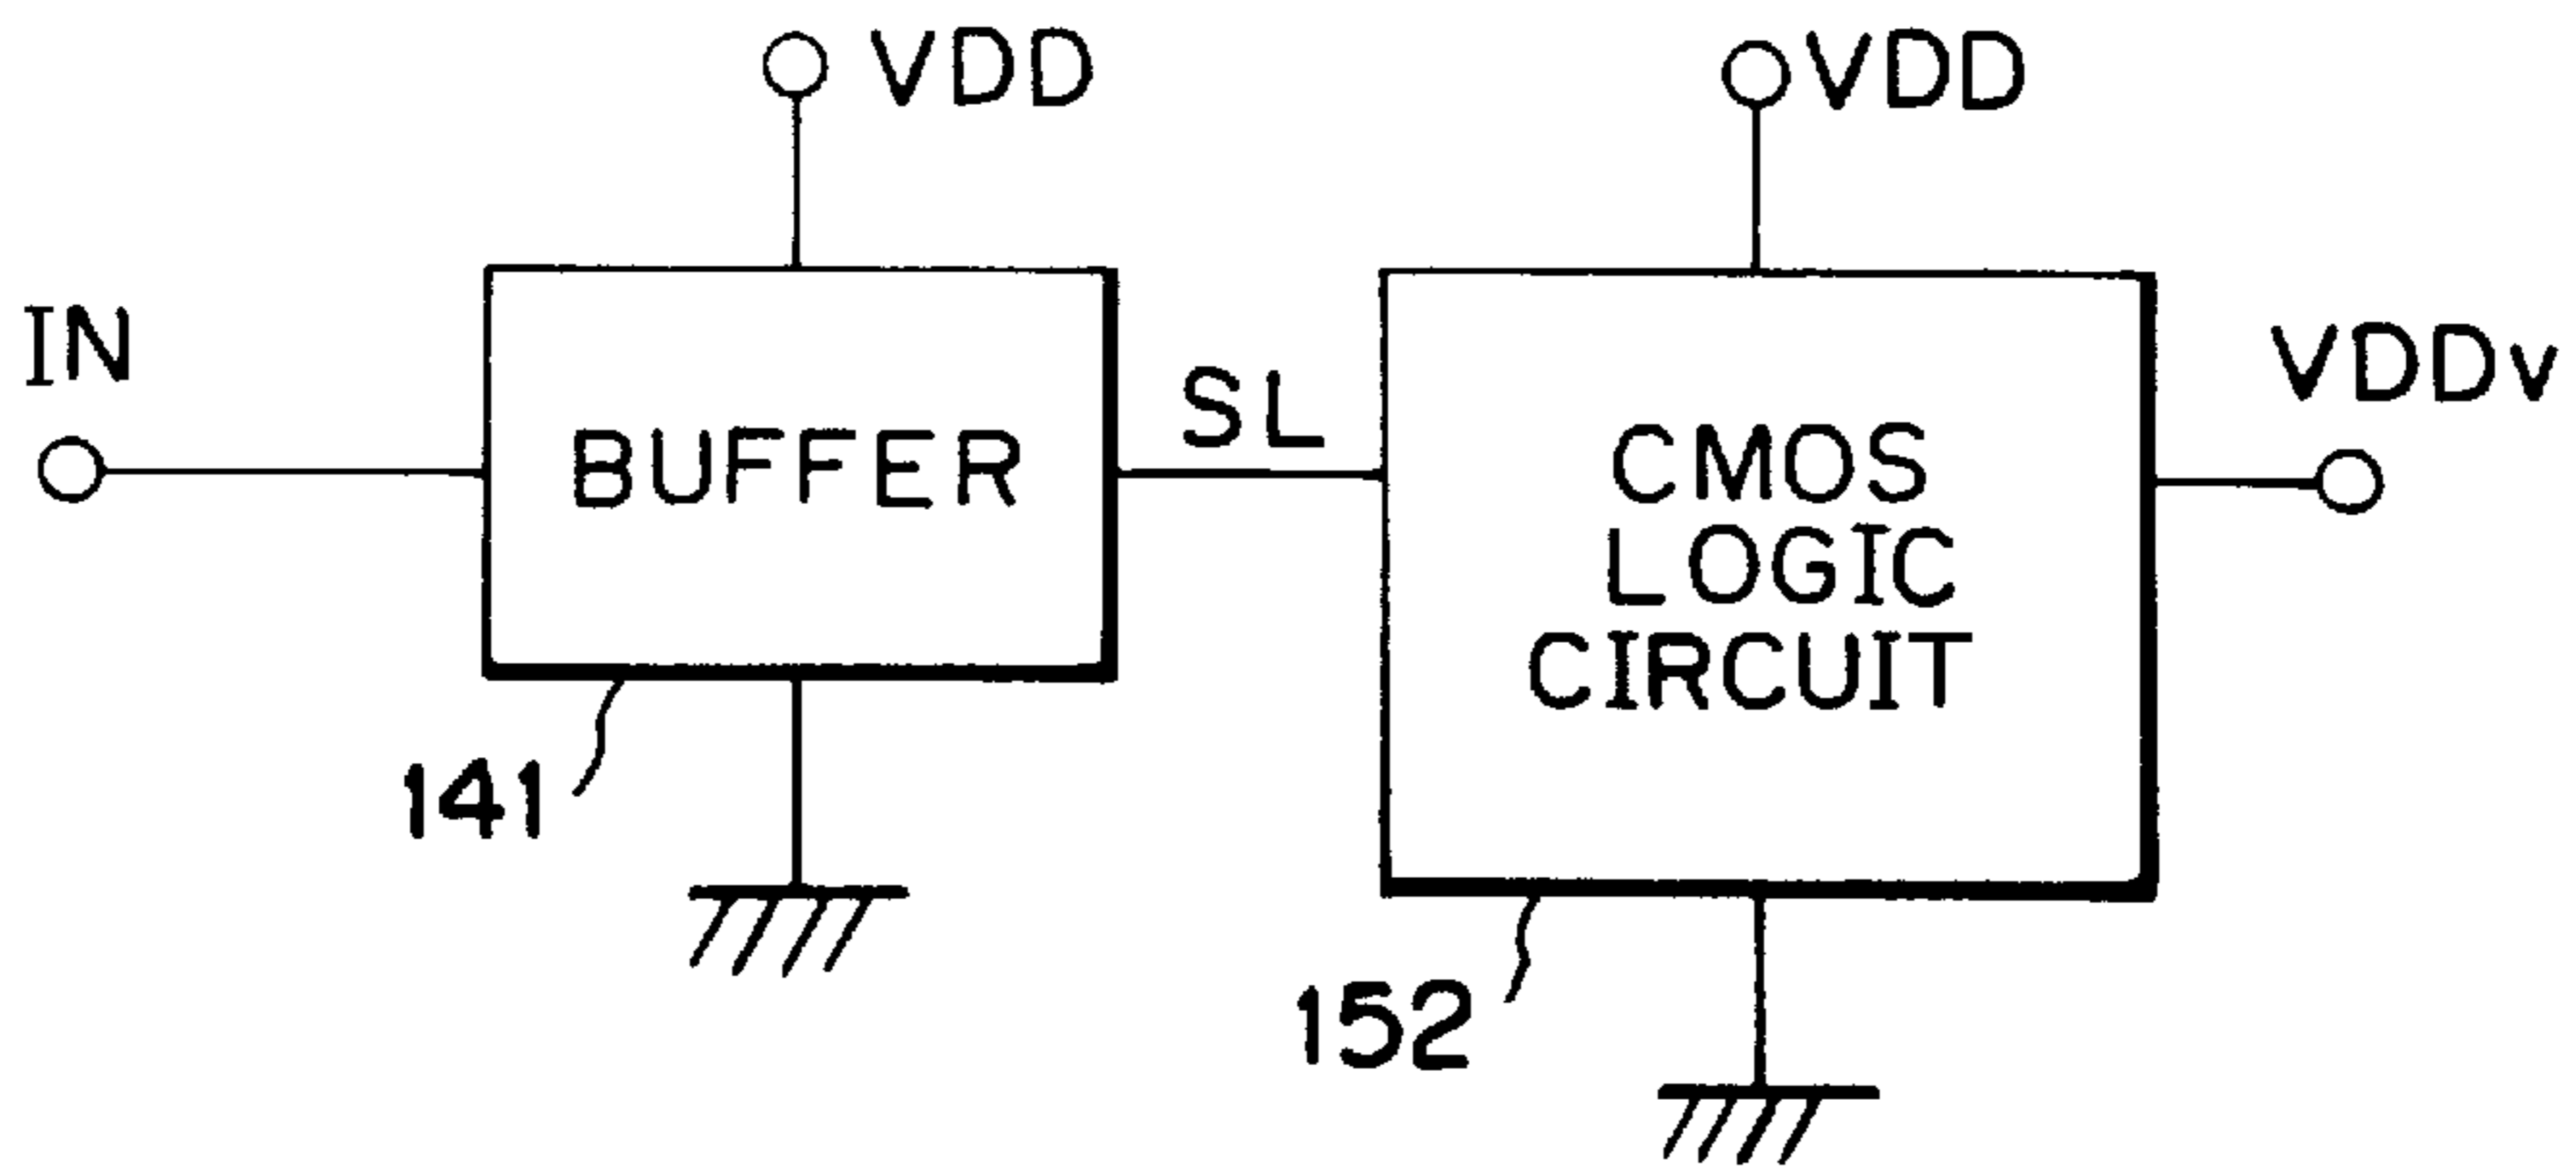 VDD
VDD
IN
BUFFER
SL
CMOS
LOGIC
CIRCUIT
VDDv
141
152